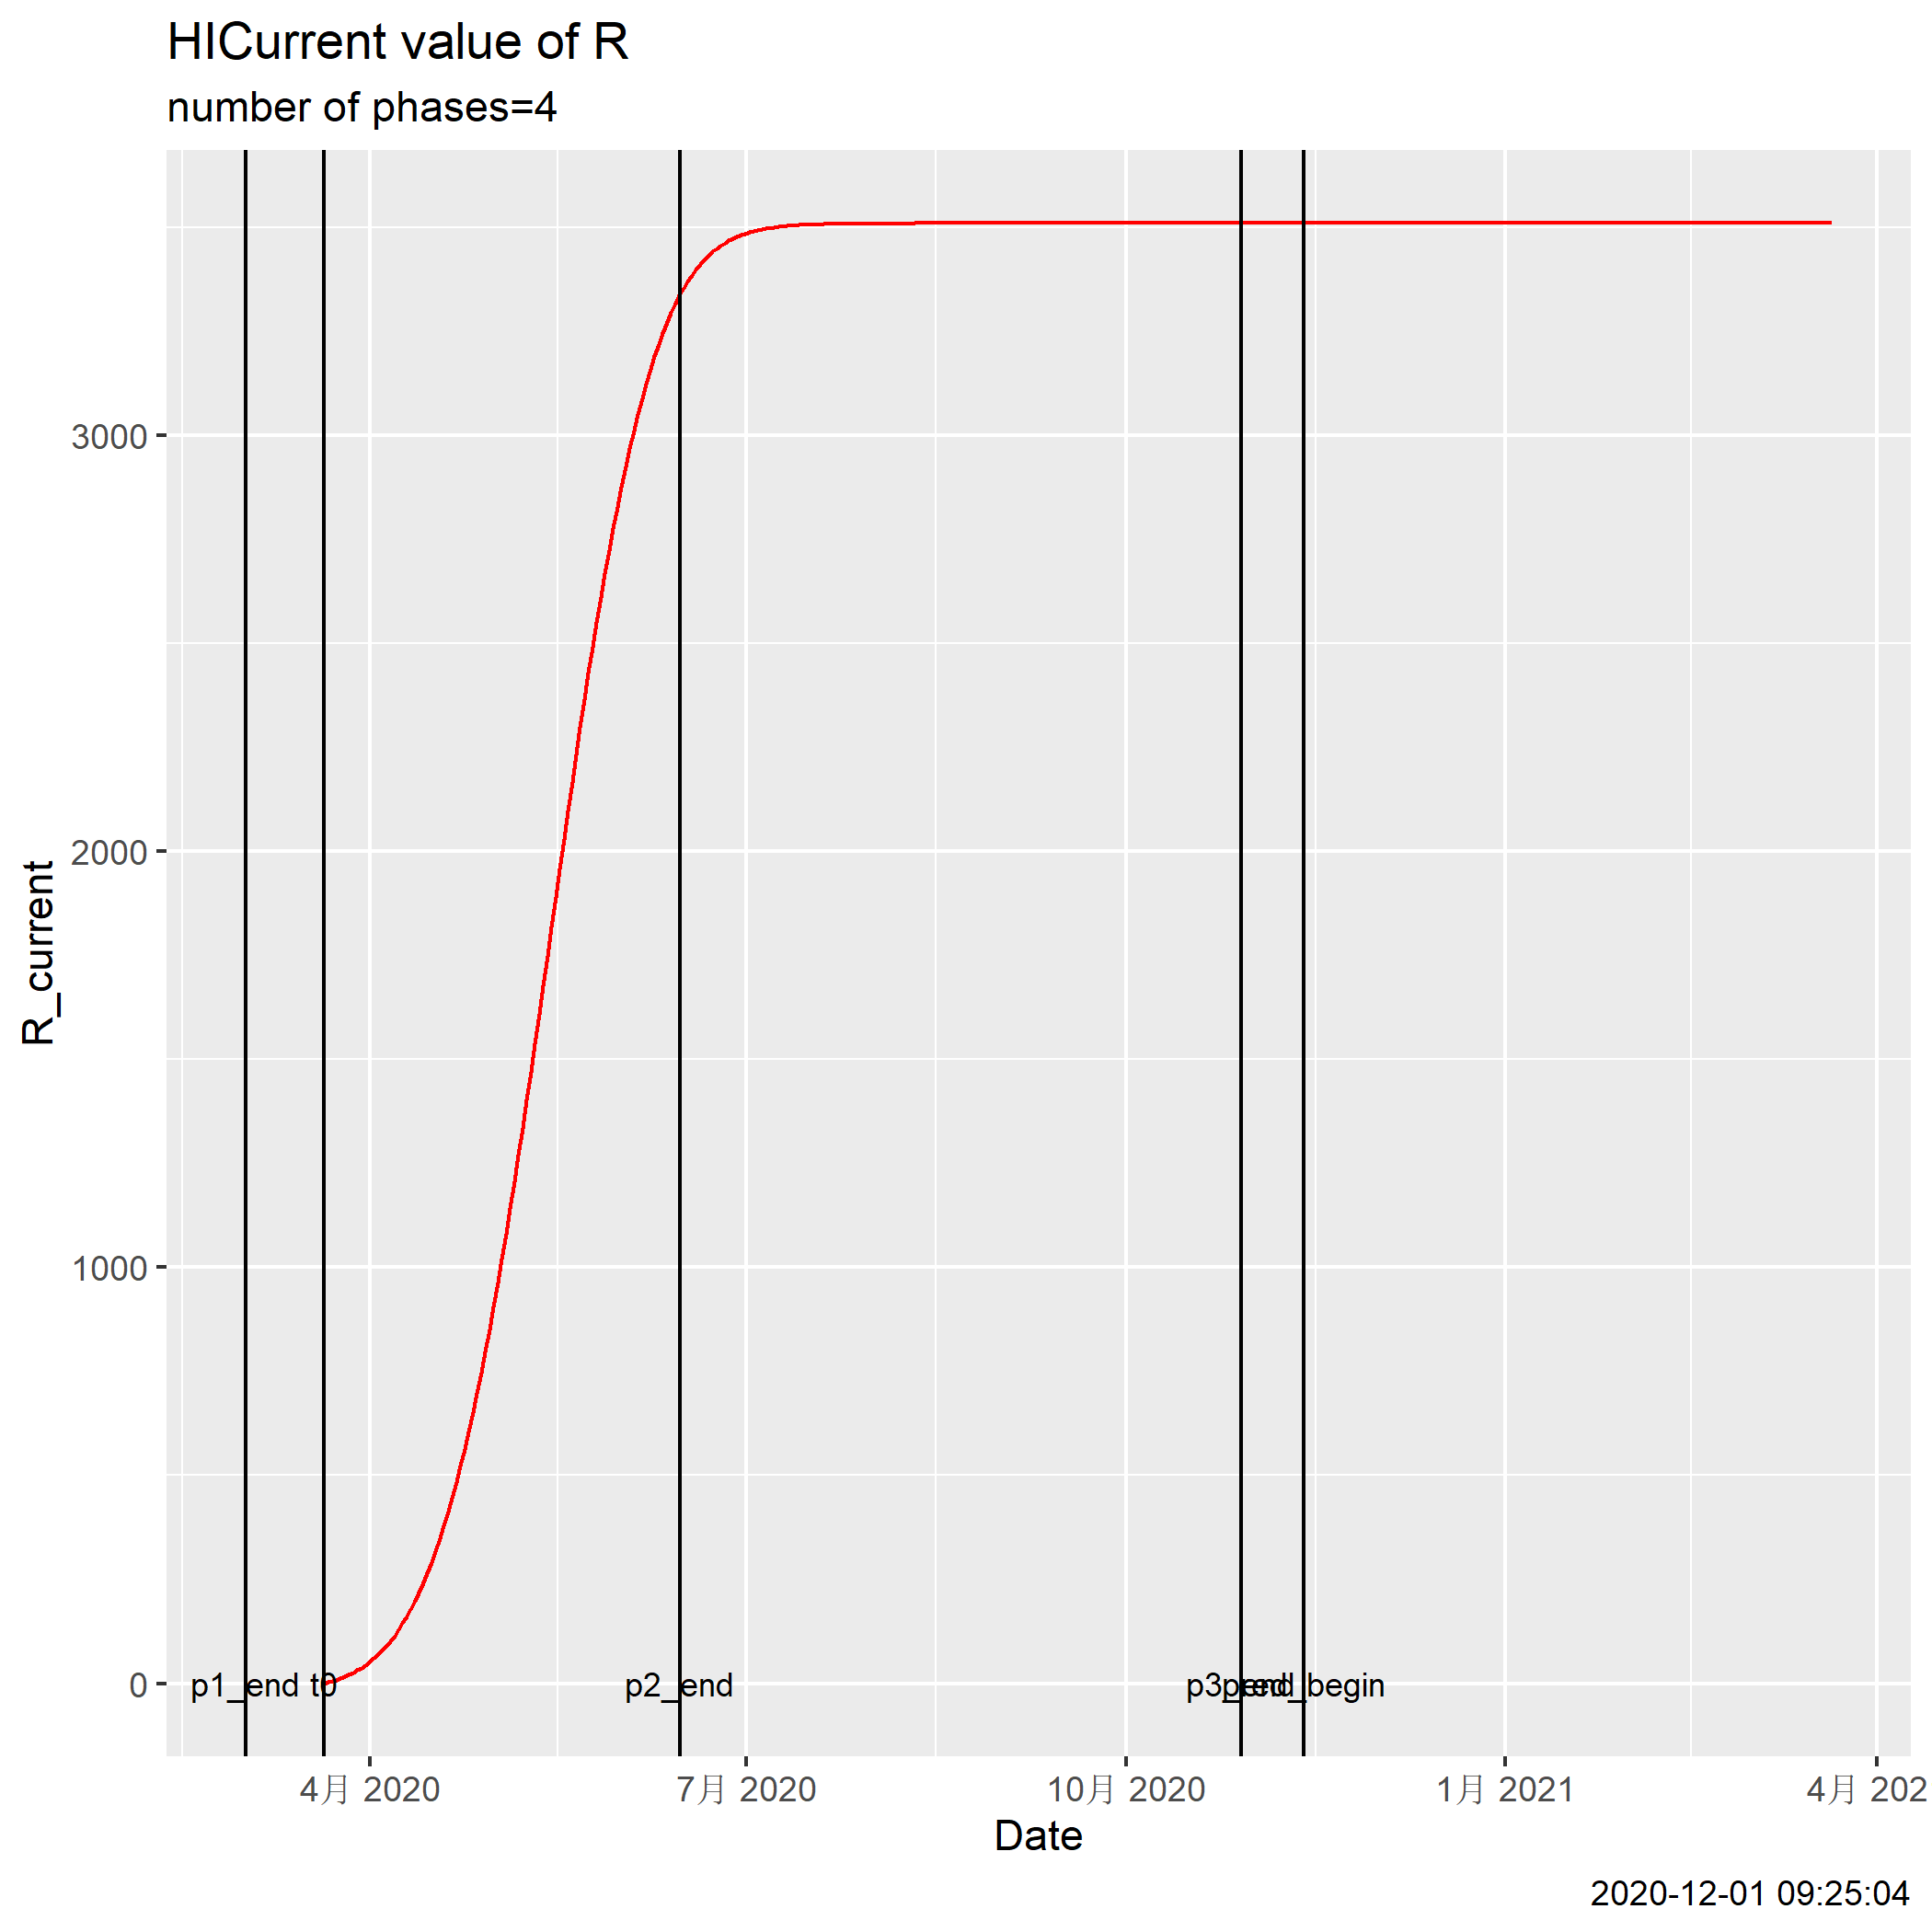 HICurrent value of R
number of phases=4
R_current
3000
2000
1000
0
p1_end t0 p2_end p3_end
4月 2020 7月 2020 10月 2020 1月 2021 4月 202
Date
2020-12-01 09:25:04